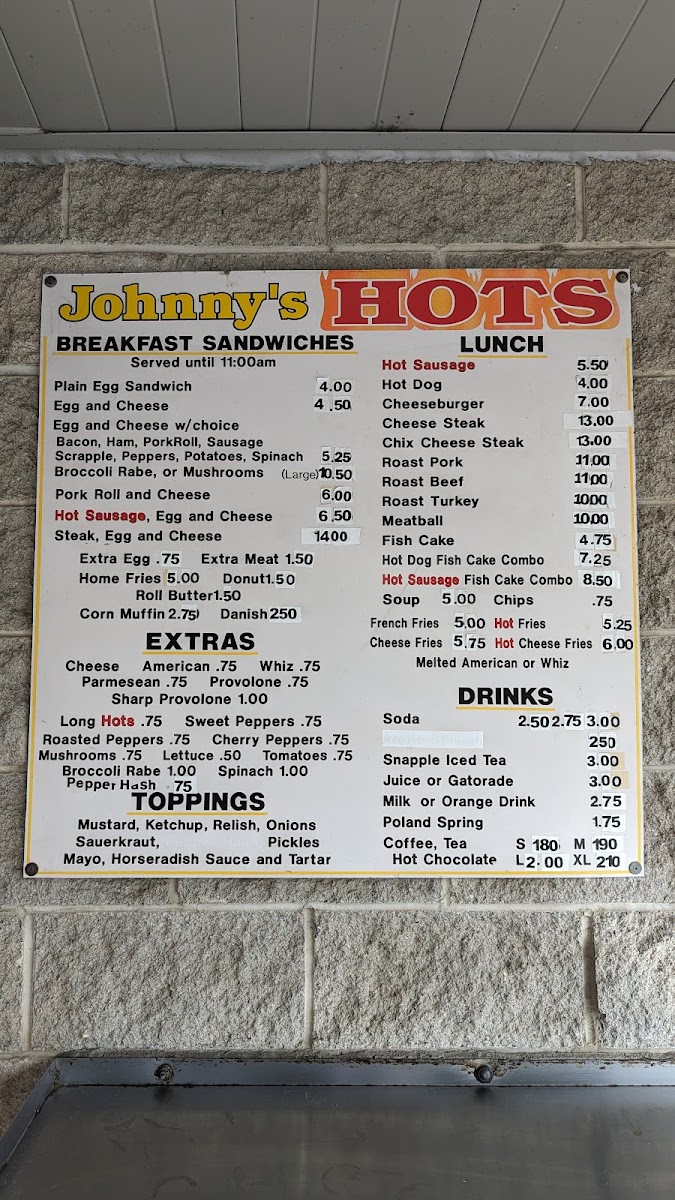 Johnny's HOTS
BREAKFAST SANDWICHES
Served until 11:00am
Plain Egg Sandwich 4.00
Egg and Cheese 4.50
Egg and Cheese w/choice
Bacon, Ham, PorkRoll, Sausage
Scrapple, Peppers, Potatoes, Spinach 5.25
Broccoli Rabe, or Mushrooms (Large) 10.50
Pork Roll and Cheese 6.00
Hot Sausage, Egg and Cheese 6.50
Steak, Egg and Cheese 1400
Extra Egg .75 Extra Meat 1.50
Home Fries 5.00 Donut 1.50
Roll Butter 1.50
Corn Muffin 2.75 Danish 250
EXTRAS
Cheese American .75 Whiz .75
Parmesean .75 Provolone .75
Sharp Provolone 1.00
Long Hots .75 Sweet Peppers .75
Roasted Peppers .75 Cherry Peppers .75
Mushrooms .75 Lettuce .50 Tomatoes .75
Broccoli Rabe 1.00 Spinach 1.00
Pepper Hash .75
TOPPINGS
Mustard, Ketchup, Relish, Onions
Sauerkraut, Pickles
Mayo, Horseradish Sauce and Tartar
LUNCH
Hot Sausage 5.50
Hot Dog 4.00
Cheeseburger 7.00
Cheese Steak 13.00
Chix Cheese Steak 13.00
Roast Pork 11.00
Roast Beef 11.00
Roast Turkey 10.00
Meatball 10.00
Fish Cake 4.75
Hot Dog Fish Cake Combo 7.25
Hot Sausage Fish Cake Combo 8.50
Soup 5.00 Chips .75
French Fries 5.00 Hot Fries 5.25
Cheese Fries 5.75 Hot Cheese Fries 6.00
Melted American or Whiz
DRINKS
Soda 2.50 2.75 3.00
250
Snapple Iced Tea 3.00
Juice or Gatorade 3.00
Milk or Orange Drink 2.75
Poland Spring 1.75
Coffee, Tea S 180 M 190
Hot Chocolate L 2.00 XL 210